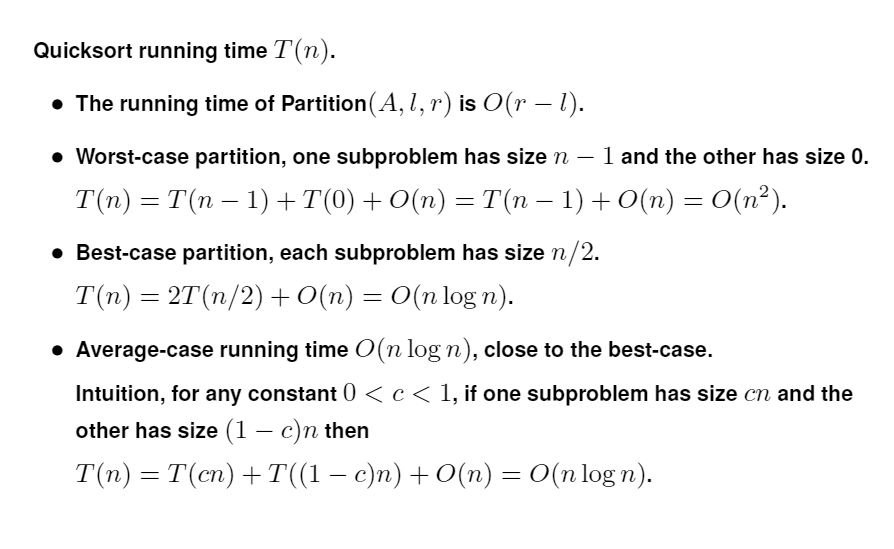 Quicksort running time T(n).
• The running time of Partition(A, l, r) is O(r − l).
• Worst-case partition, one subproblem has size n − 1 and the other has size 0.
T(n) = T(n − 1) + T(0) + O(n) = T(n − 1) + O(n) = O(n²).
• Best-case partition, each subproblem has size n/2.
T(n) = 2T(n/2) + O(n) = O(n log n).
• Average-case running time O(n log n), close to the best-case.
Intuition, for any constant 0 < c < 1, if one subproblem has size cn and the
other has size (1 − c)n then
T(n) = T(cn) + T((1 − c)n) + O(n) = O(n log n).